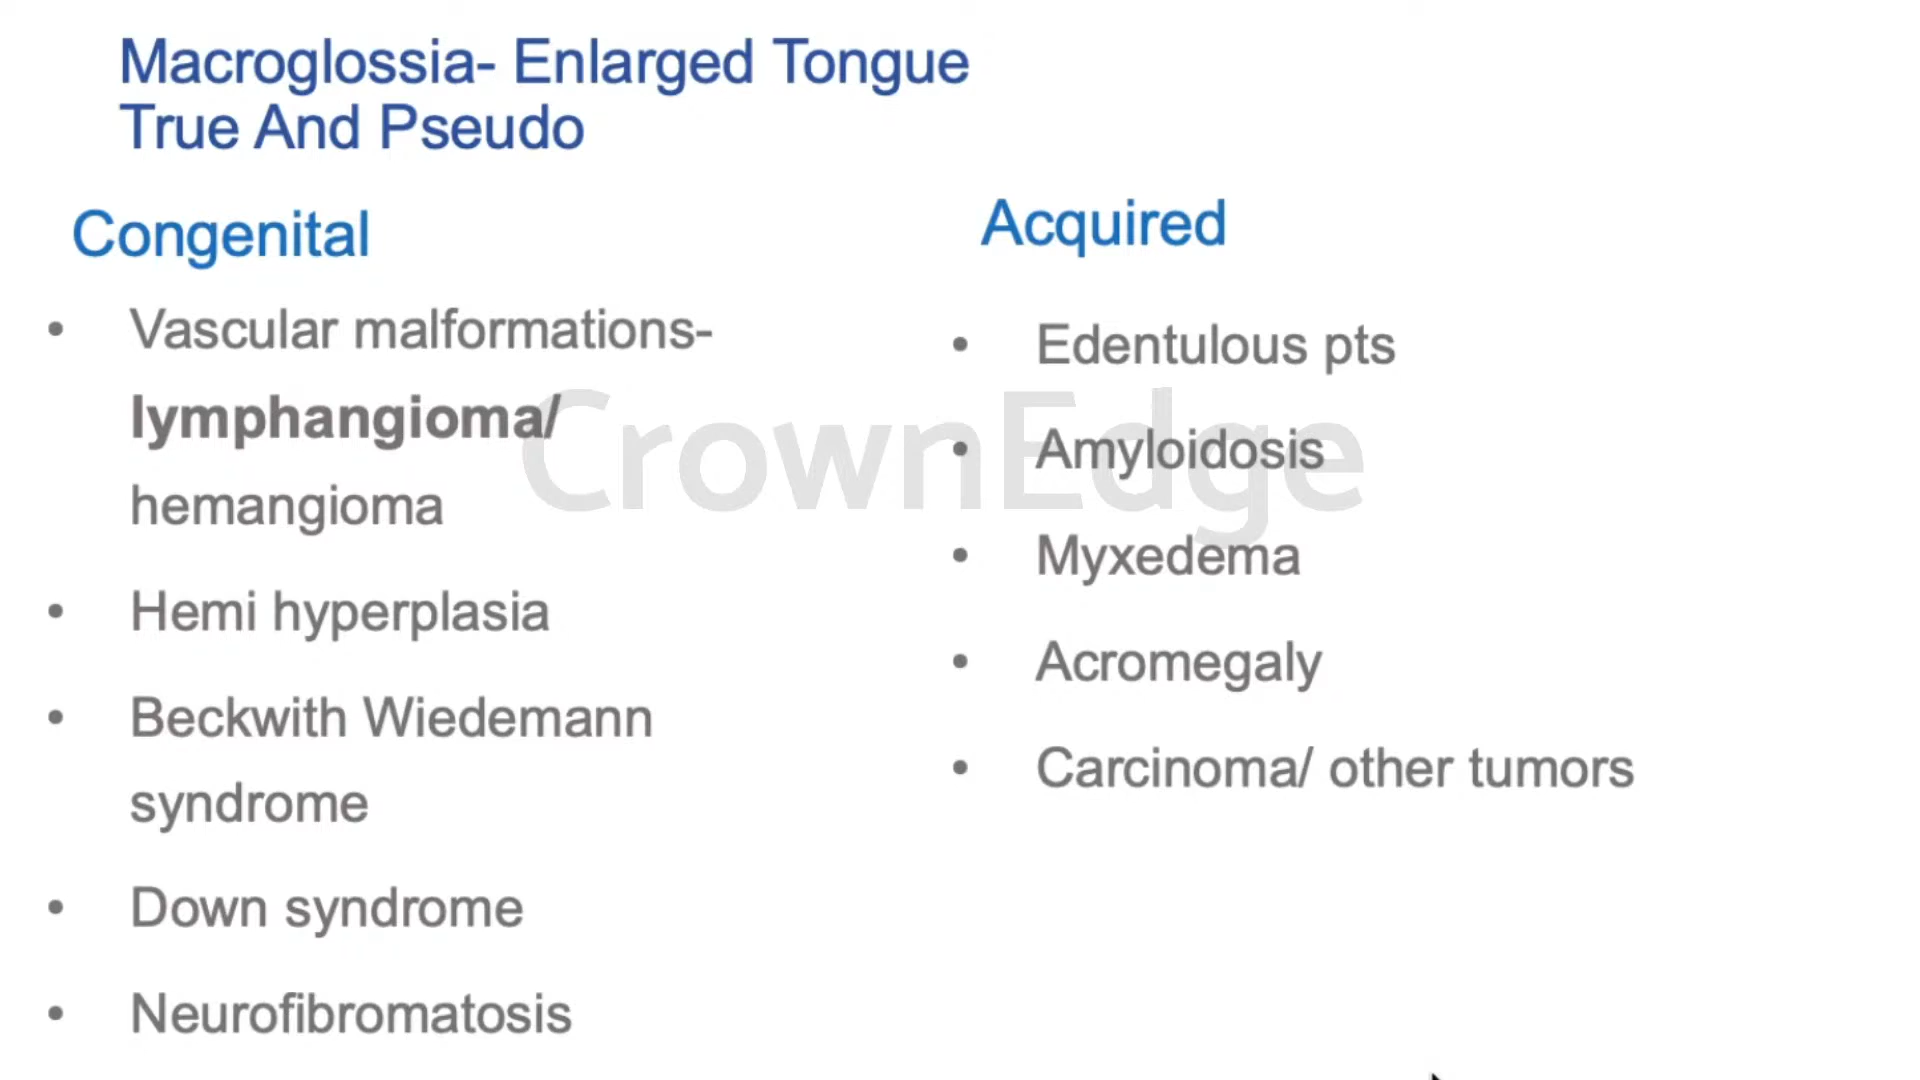 Macroglossia- Enlarged Tongue
True And Pseudo
Congenital
• Vascular malformations-
lymphangioma/
hemangioma
• Hemi hyperplasia
• Beckwith Wiedemann
syndrome
• Down syndrome
• Neurofibromatosis
Acquired
• Edentulous pts
• Amyloidosis
• Myxedema
• Acromegaly
• Carcinoma/ other tumors
CrownEdge